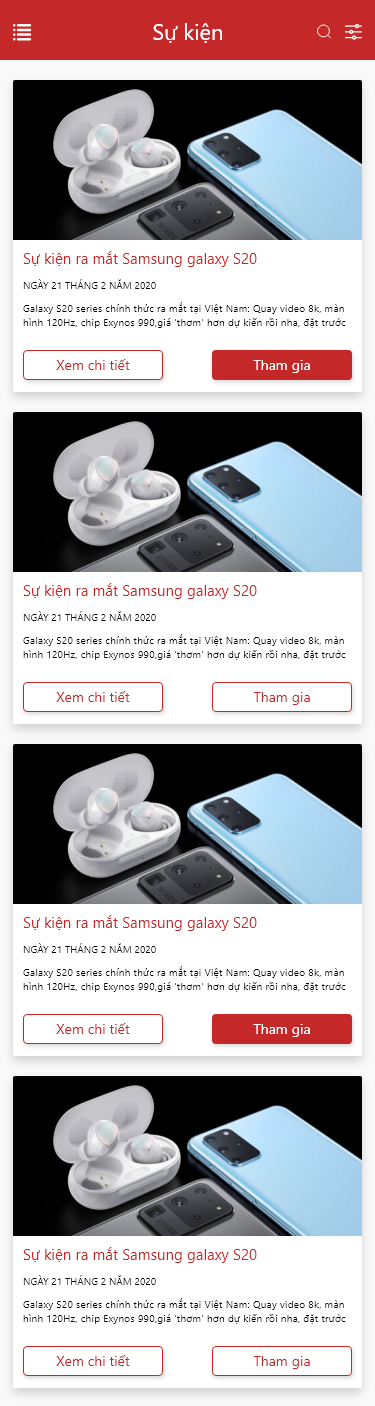 Sự kiện
Sự kiện ra mắt Samsung galaxy S20
NGÀY 21 THÁNG 2 NĂM 2020
Galaxy S20 series chính thức ra mắt tại Việt Nam: Quay video 8k, màn
hình 120Hz, chip Exynos 990,giá 'thơm' hơn dự kiến rồi nha, đặt trước
Xem chi tiết
Tham gia
Sự kiện ra mắt Samsung galaxy S20
NGÀY 21 THÁNG 2 NĂM 2020
Galaxy S20 series chính thức ra mắt tại Việt Nam: Quay video 8k, màn
hình 120Hz, chip Exynos 990,giá 'thơm' hơn dự kiến rồi nha, đặt trước
Xem chi tiết
Tham gia
Sự kiện ra mắt Samsung galaxy S20
NGÀY 21 THÁNG 2 NĂM 2020
Galaxy S20 series chính thức ra mắt tại Việt Nam: Quay video 8k, màn
hình 120Hz, chip Exynos 990,giá 'thơm' hơn dự kiến rồi nha, đặt trước
Xem chi tiết
Tham gia
Sự kiện ra mắt Samsung galaxy S20
NGÀY 21 THÁNG 2 NĂM 2020
Galaxy S20 series chính thức ra mắt tại Việt Nam: Quay video 8k, màn
hình 120Hz, chip Exynos 990,giá 'thơm' hơn dự kiến rồi nha, đặt trước
Xem chi tiết
Tham gia